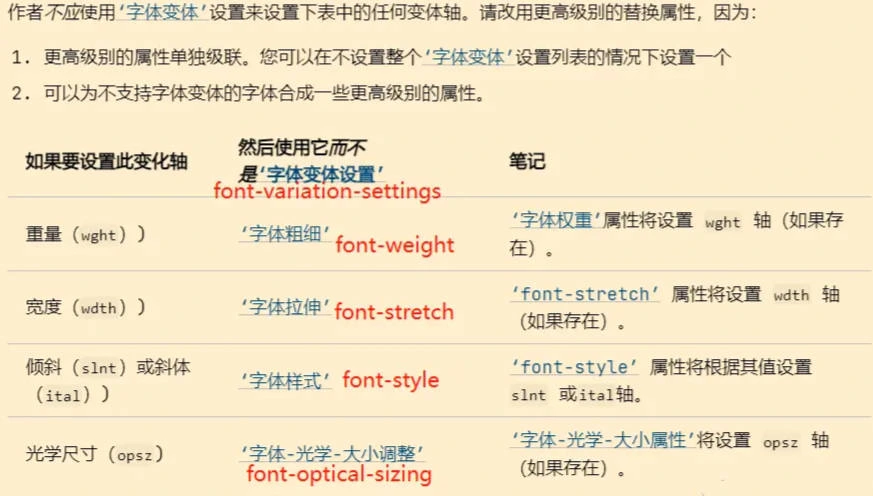 作者不应使用‘字体变体’设置来设置下表中的任何变体轴。请改用更高级别的替换属性，因为：
1. 更高级别的属性单独级联。您可以在不设置整个‘字体变体’设置列表的情况下设置一个
2. 可以为不支持字体变体的字体合成一些更高级别的属性。
如果要设置此变化轴
然后使用它而不
是‘字体变体设置’
笔记
font-variation-settings
重量（wght））
‘字体粗细’
font-weight
‘字体权重’属性将设置 wght 轴（如果存
在）。
宽度（wdth））
‘字体拉伸’
font-stretch
‘font-stretch’ 属性将设置 wdth 轴
（如果存在）。
倾斜（slnt）或斜体
（ital））
‘字体样式’
font-style
‘font-style’ 属性将根据其值设置
slnt 或ital轴。
光学尺寸（opsz）
‘字体-光学-大小调整’
font-optical-sizing
‘字体-光学-大小属性’将设置 opsz 轴
（如果存在）。